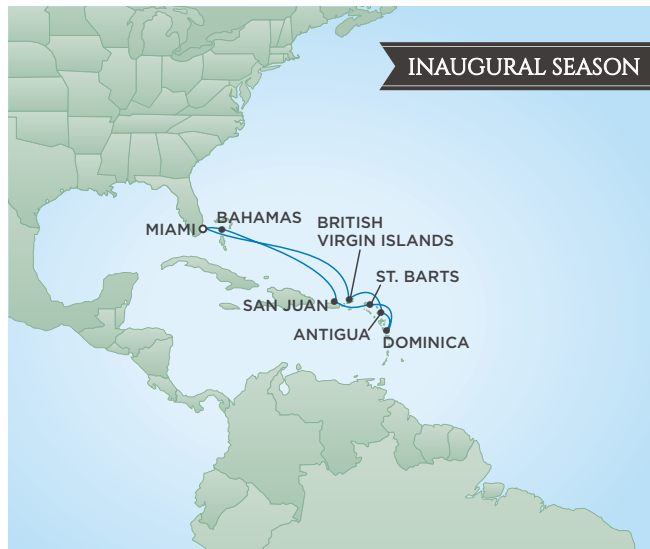 INAUGURAL SEASON
MIAMI
BAHAMAS
BRITISH
VIRGIN ISLANDS
ST. BARTS
SAN JUAN
ANTIGUA
DOMINICA